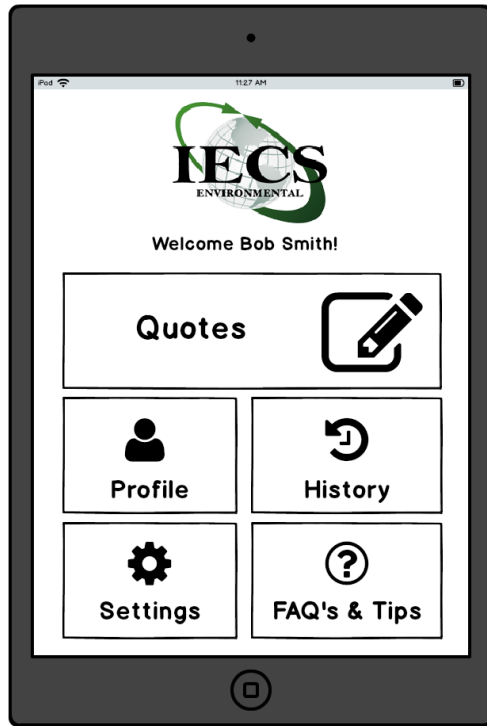 iPod 11:27 AM
IECS
ENVIRONMENTAL
Welcome Bob Smith!
Quotes
Profile
History
Settings
FAQ's & Tips